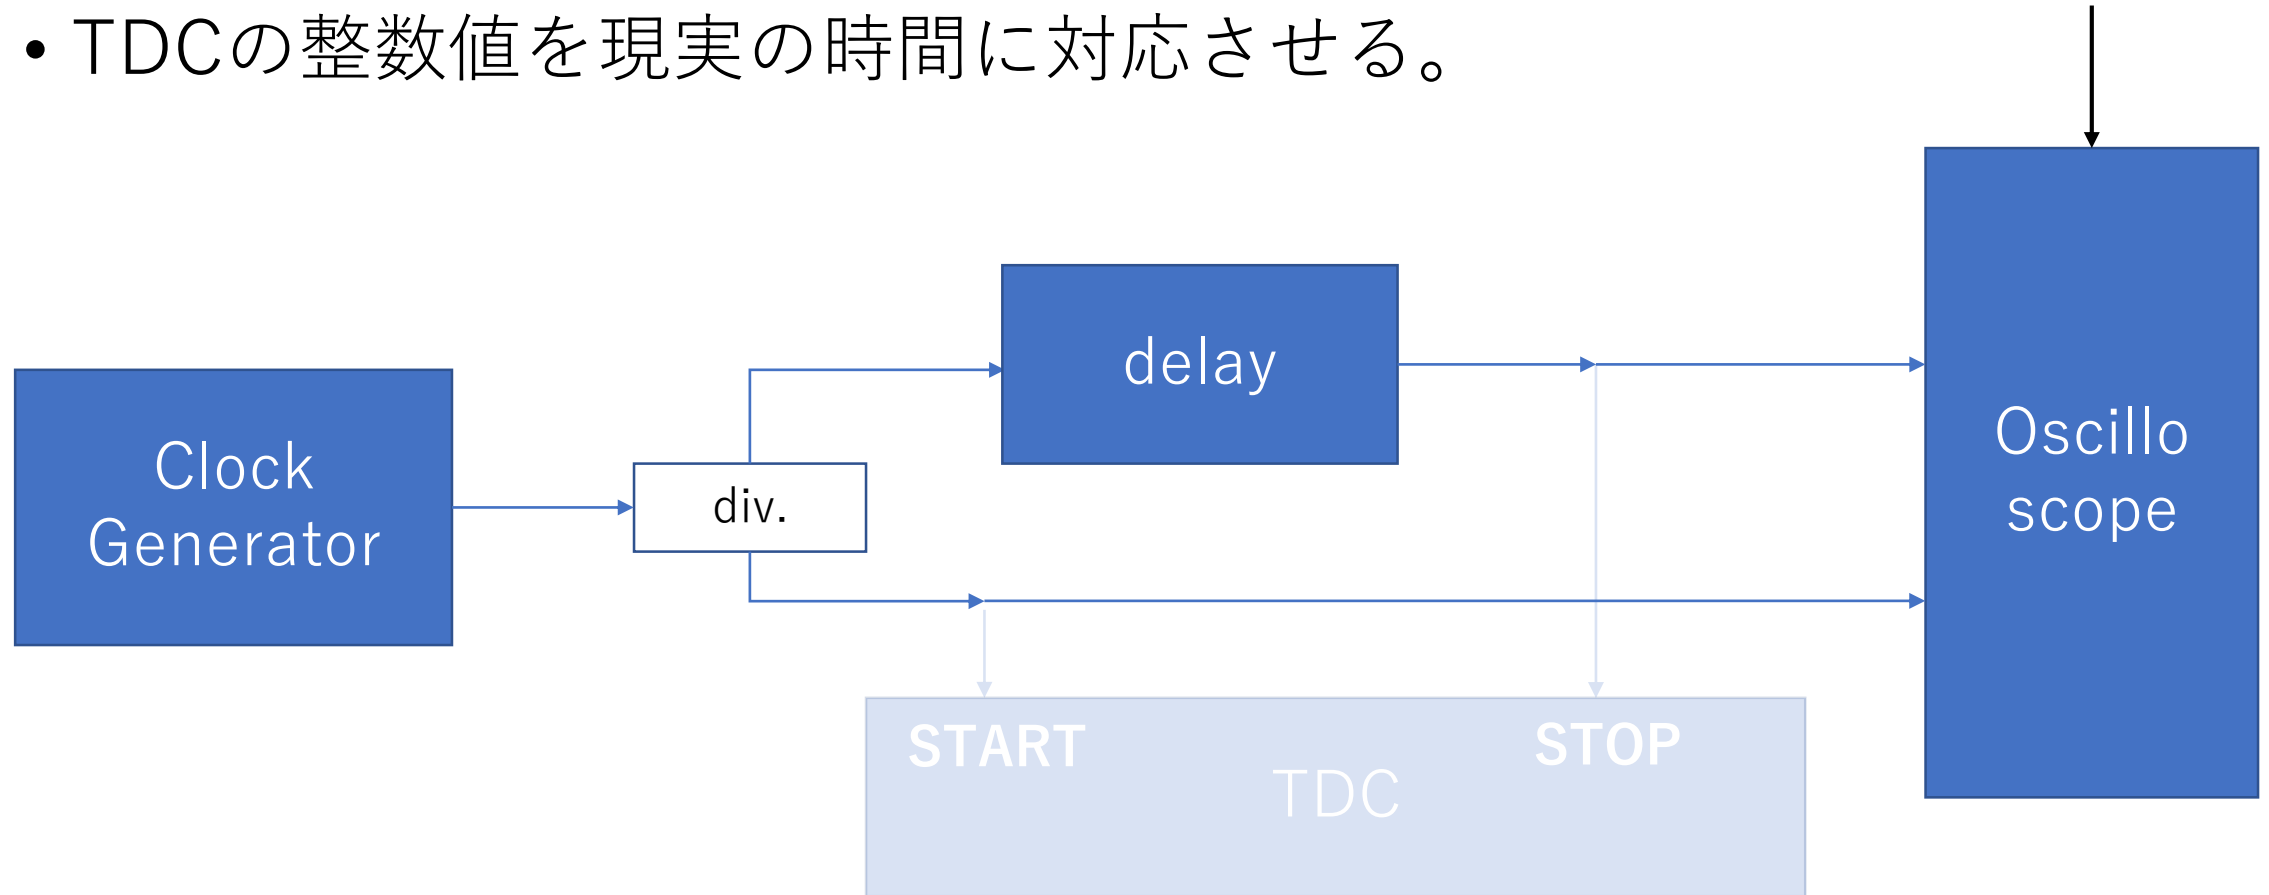 • TDCの整数値を現実の時間に対応させる。
delay
Clock
Generator
div.
Oscillo
scope
START
STOP
TDC